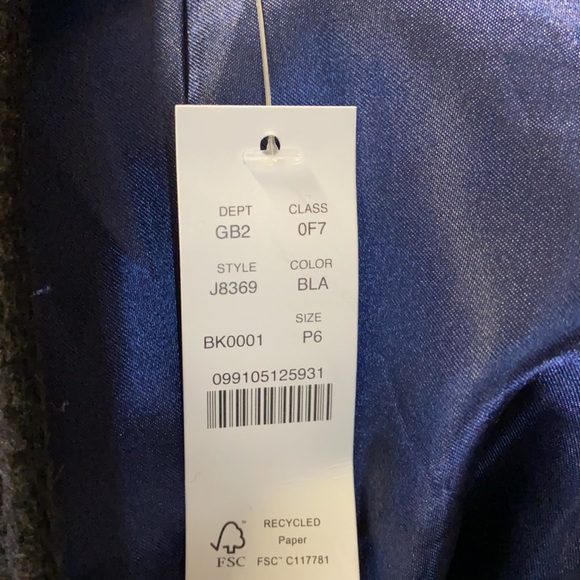 DEPT CLASS
GB2 0F7
STYLE COLOR
J8369 BLA
SIZE
BK0001 P6
099105125931
RECYCLED
Paper
FSC FSC™ C117781